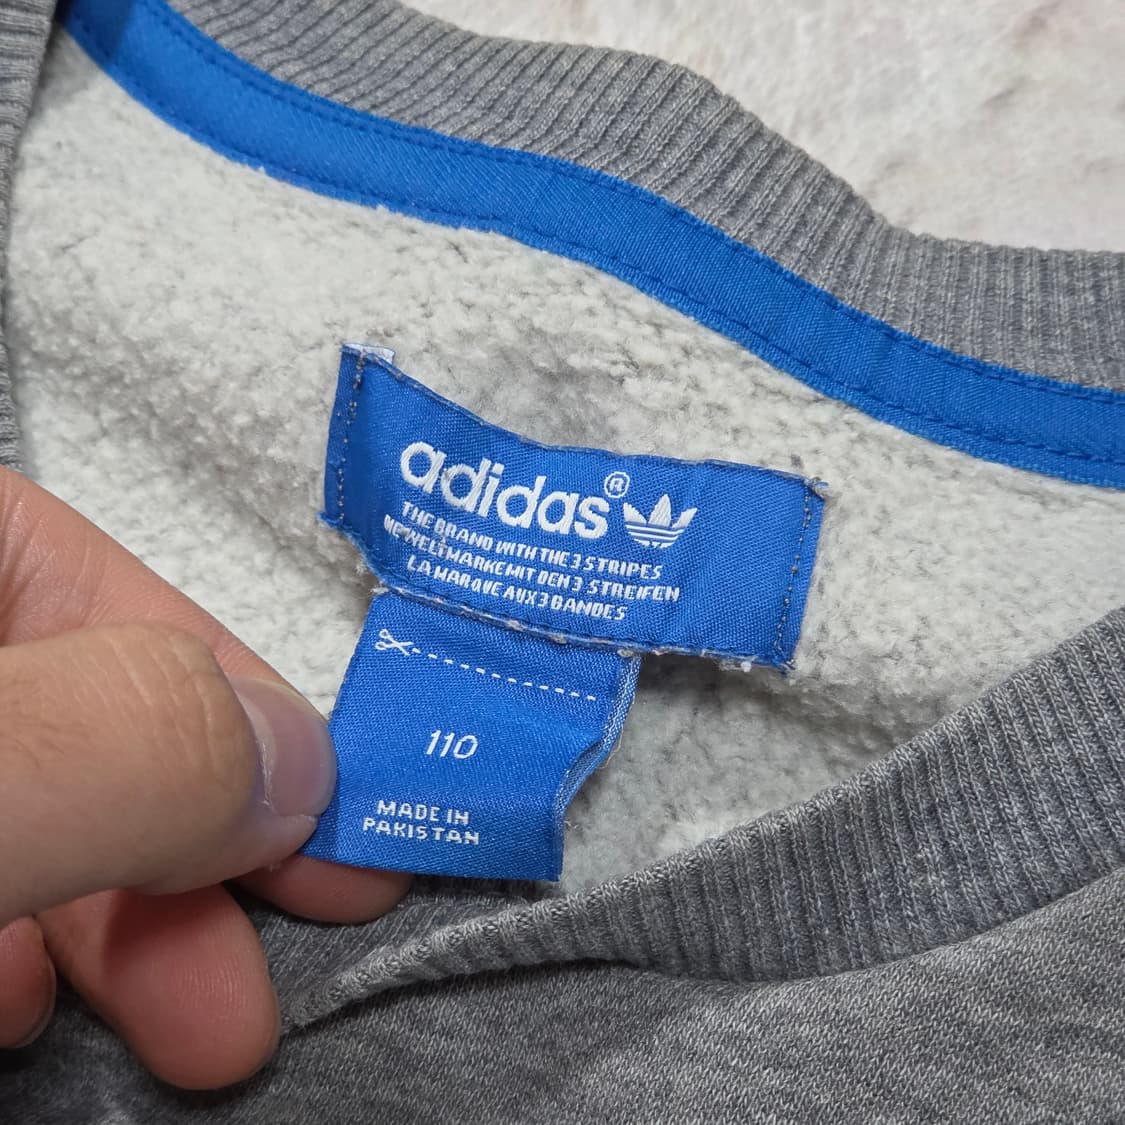 adidas®
THE BRAND WITH THE 3 STRIPES
DIE WELTMARKE MIT DEN 3 STREIFEN
LA MARQUE AUX 3 BANDES
110
MADE IN
PAKISTAN